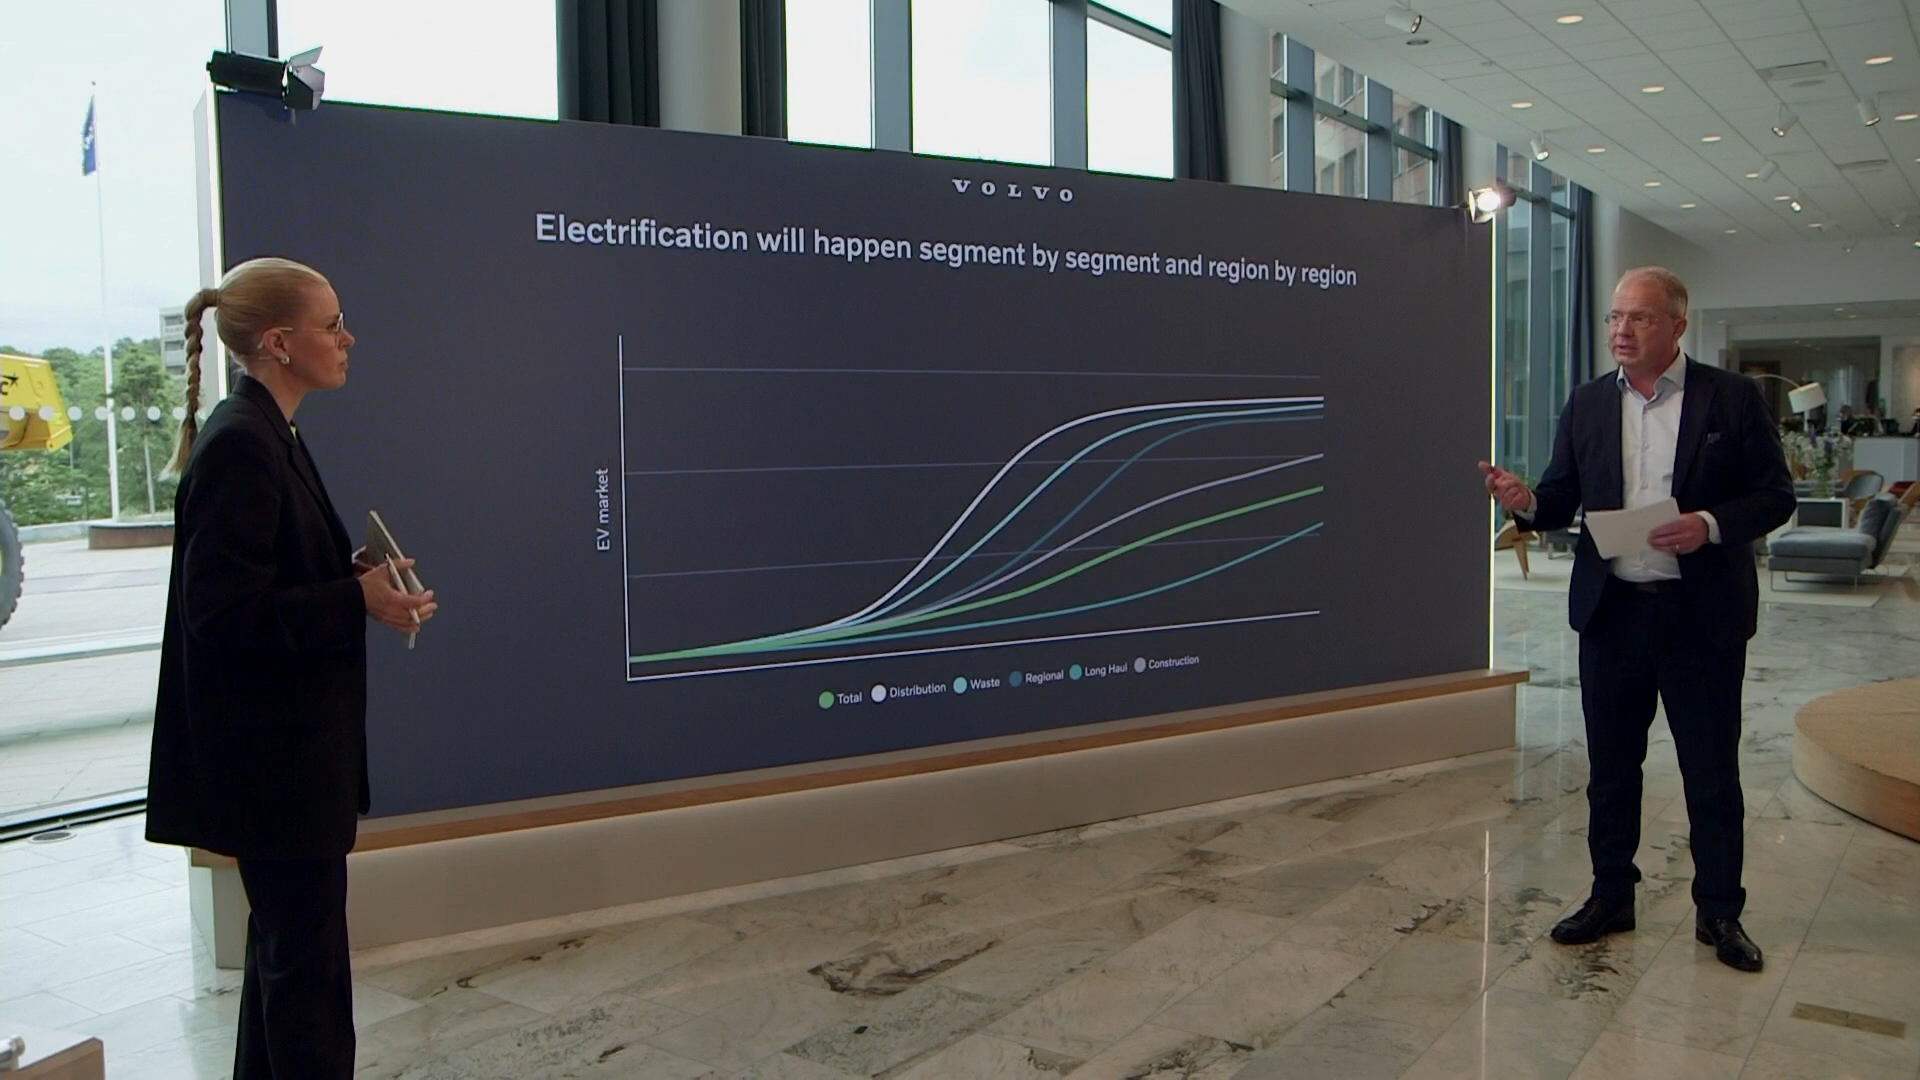 VOLVO
Electrification will happen segment by segment and region by region
EV market
Total Distribution Waste Regional Long Haul Construction